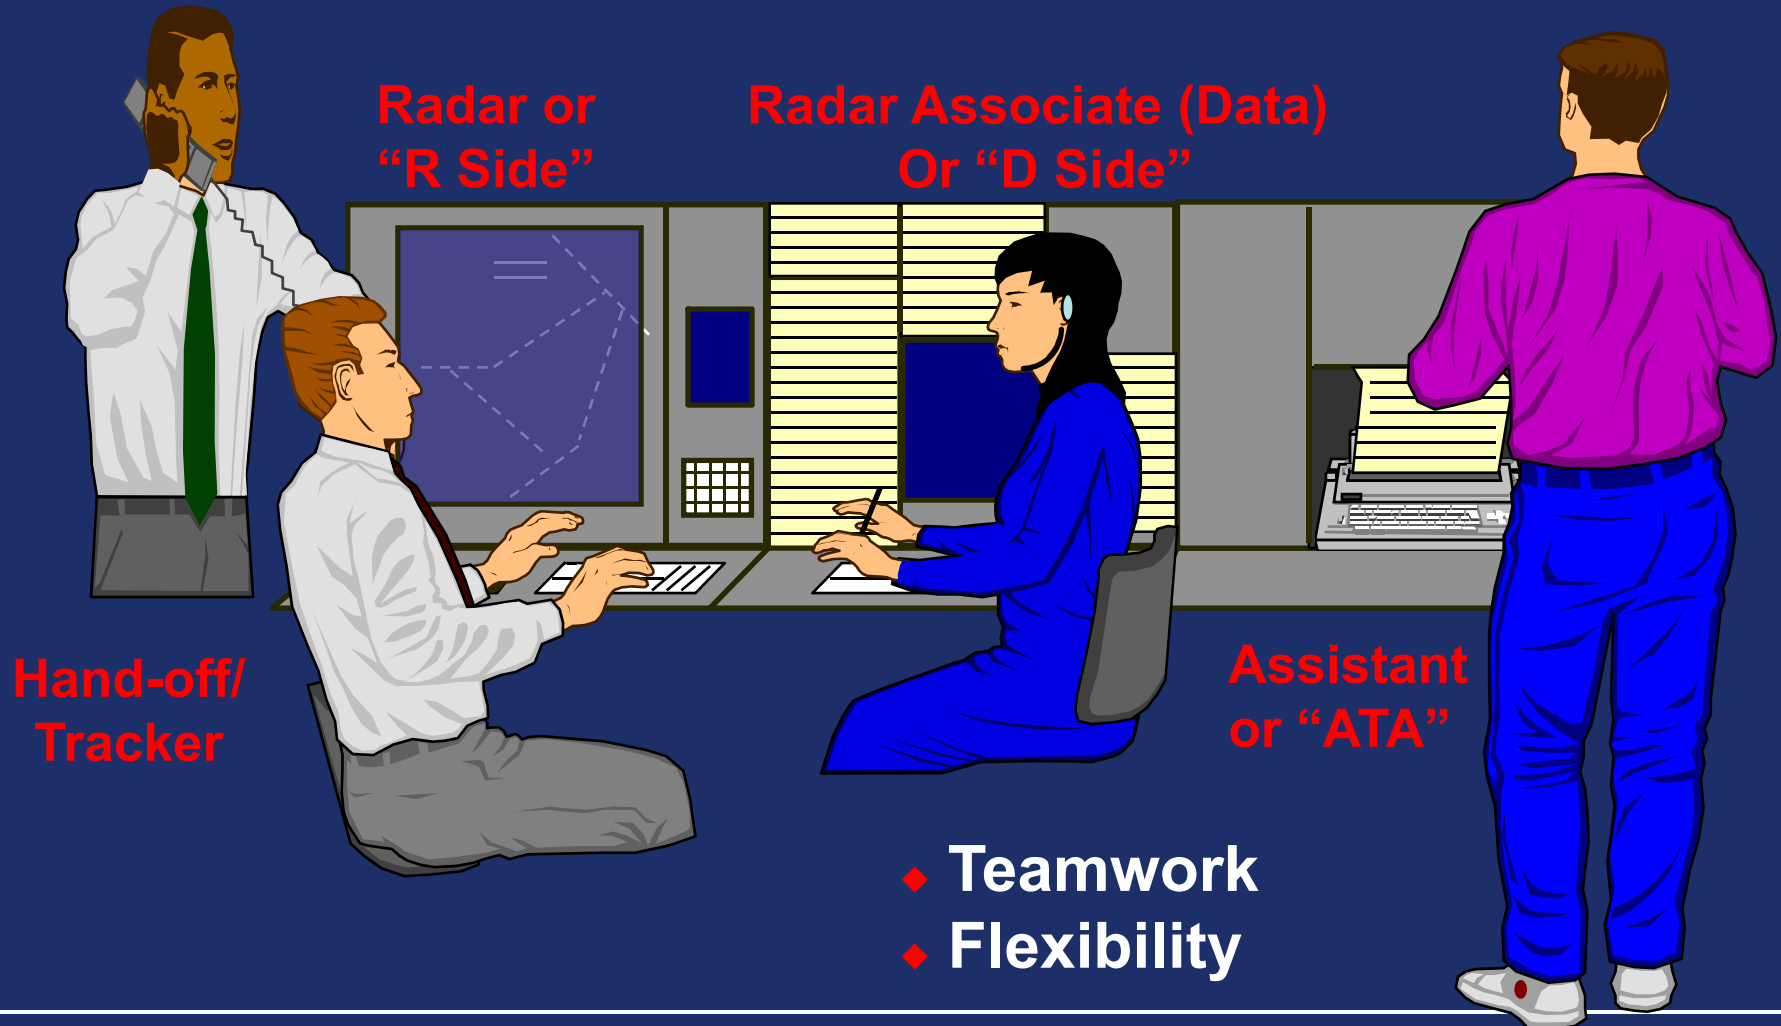 Radar or
“R Side”
Radar Associate (Data)
Or “D Side”
Hand-off/
Tracker
Assistant
or “ATA”
Teamwork
Flexibility